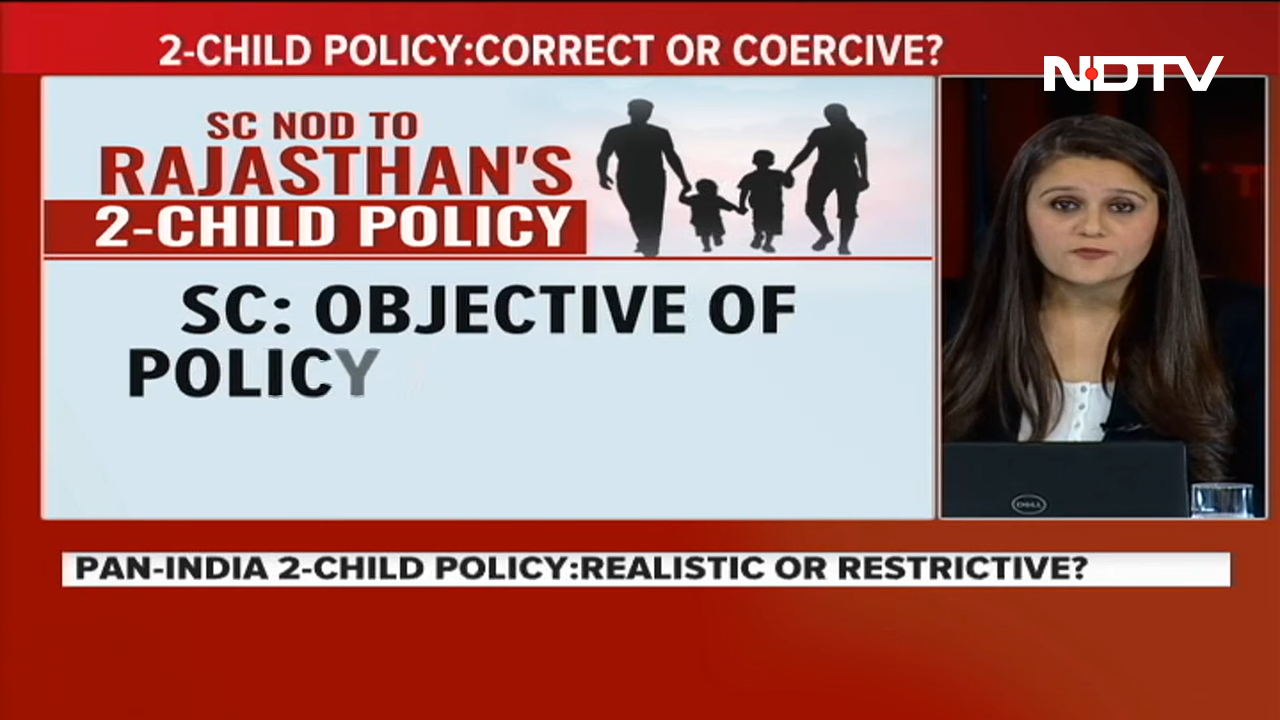 2-CHILD POLICY:CORRECT OR COERCIVE?
NDTV
SC NOD TO
RAJASTHAN'S
2-CHILD POLICY
SC: OBJECTIVE OF
POLICY
DELL
PAN-INDIA 2-CHILD POLICY:REALISTIC OR RESTRICTIVE?